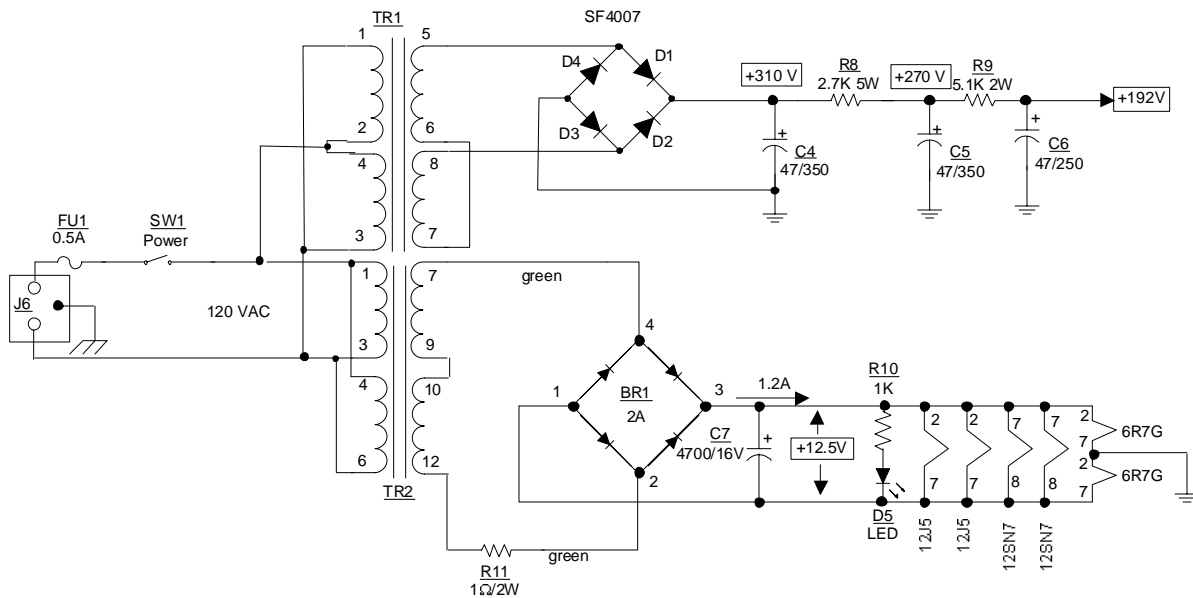 TR1
SF4007
1
5
D4
D1
+310 V
R8
2.7K 5W
+270 V
R9
5.1K 2W
+192V
2
6
D3
D2
4
8
C4
47/350
C5
47/350
C6
47/250
FU1
0.5A
SW1
Power
3
7
J6
120 VAC
1
7
green
4
3
9
4
10
1
BR1
2A
3
1.2A
R10
1K
C7
4700/16V
+12.5V
2
2
7
7
2
7
6R7G
2
7
6R7G
7
7
8
8
6
12
TR2
2
D5
LED
12J5
12J5
12SN7
12SN7
green
R11
1Ω/2W